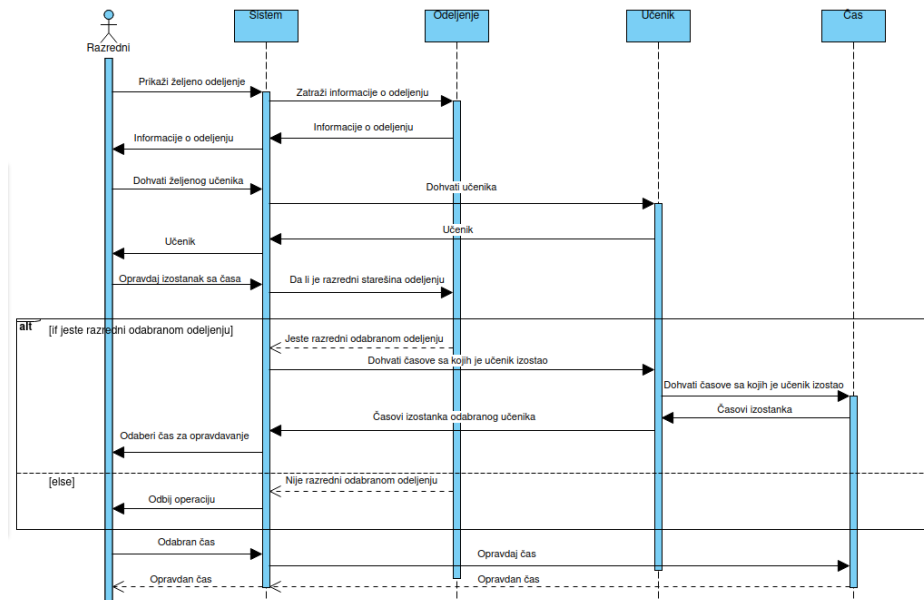 Sistem
Odeljenje
Učenik
Čas
Razredni
Prikaži željeno odeljenje
Zatraži informacije o odeljenju
Informacije o odeljenju
Informacije o odeljenju
Dohvati željenog učenika
Dohvati učenika
Učenik
Učenik
Opravdaj izostanak sa časa
Da li je razredni starešina odeljenju
alt
[if jeste razredni odabranom odeljenju]
Jeste razredni odabranom odeljenju
Dohvati časove sa kojih je učenik izostao
Dohvati časove sa kojih je učenik izostao
Časovi izostanka
Časovi izostanka odabranog učenika
Odaberi čas za opravdavanje
[else]
Nije razredni odabranom odeljenju
Odbij operaciju
Odabran čas
Opravdaj čas
Opravdan čas
Opravdan čas